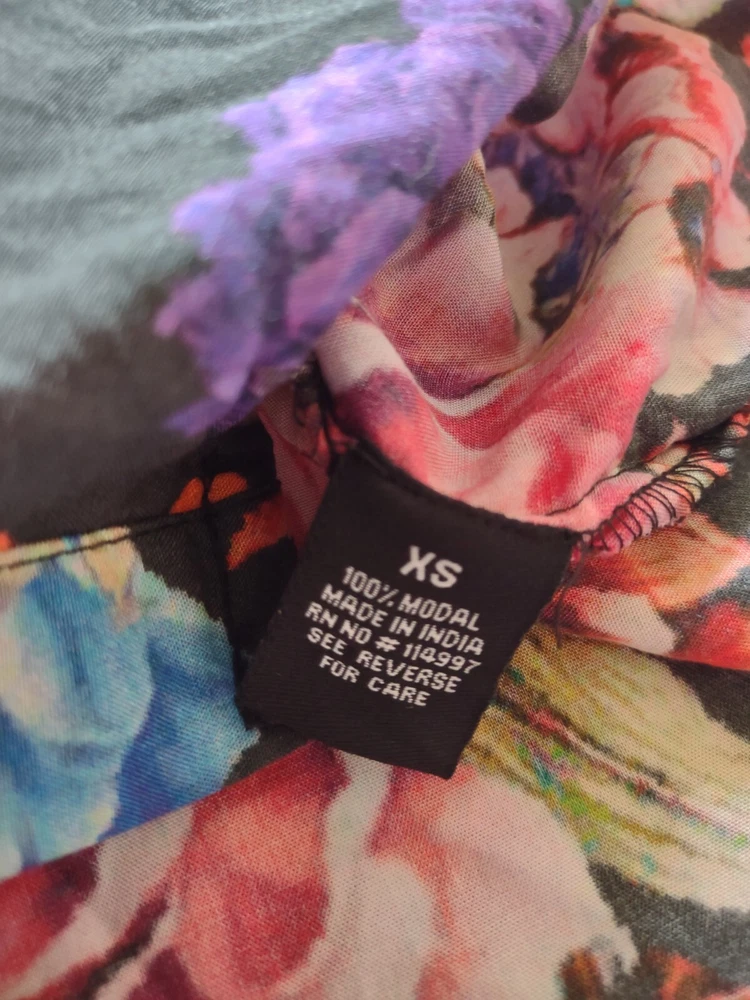 XS
100% MODAL
MADE IN INDIA
RN NO # 114997
SEE REVERSE
FOR CARE